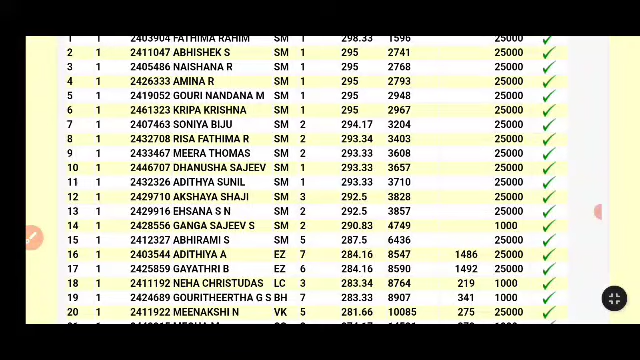 1 1 2403904 FATHIMA RAHIM SM 1 298.33 1596 25000
2 1 2411047 ABHISHEK S SM 1 295 2741 25000
3 1 2405486 NAISHANA R SM 1 295 2768 25000
4 1 2426333 AMINA R SM 1 295 2793 25000
5 1 2419052 GOURI NANDANA M SM 1 295 2948 25000
6 1 2461323 KRIPA KRISHNA SM 1 295 2967 25000
7 1 2407463 SONIYA BIJU SM 2 294.17 3204 25000
8 1 2432708 RISA FATHIMA R SM 2 293.34 3403 25000
9 1 2433467 MEERA THOMAS SM 2 293.33 3608 25000
10 1 2446707 DHANUSHA SAJEEV SM 1 293.33 3657 25000
11 1 2432326 ADITHYA SUNIL SM 1 293.33 3710 25000
12 1 2429710 AKSHAYA SHAJI SM 3 292.5 3828 25000
13 1 2429916 EHSANA S N SM 2 292.5 3857 25000
14 1 2428556 GANGA SAJEEV S SM 2 290.83 4749 1000
15 1 2412327 ABHIRAMI S SM 5 287.5 6436 25000
16 1 2403544 ADITHIYA A EZ 7 284.16 8547 1486 25000
17 1 2425859 GAYATHRI B EZ 6 284.16 8590 1492 25000
18 1 2411192 NEHA CHRISTUDAS LC 3 283.34 8764 219 1000
19 1 2424689 GOURITHEERTHA G S BH 7 283.33 8907 341 1000
20 1 2411922 MEENAKSHI N VK 5 281.66 10085 275 25000